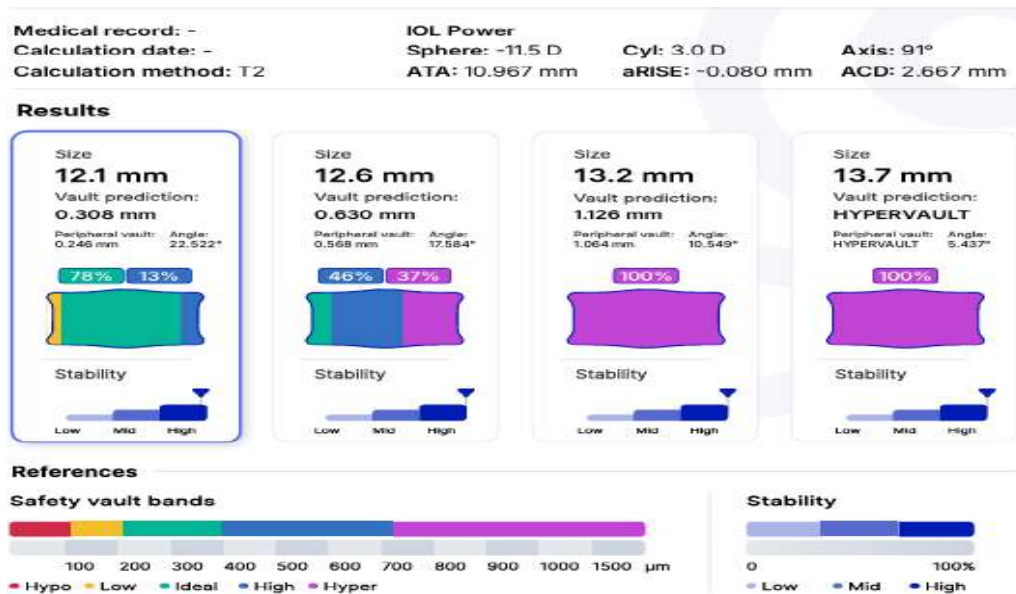 Medical record: - IOL Power
Calculation date: - Sphere: -11.5 D Cyl: 3.0 D Axis: 91°
Calculation method: T2 ATA: 10.967 mm aRISE: -0.080 mm ACD: 2.667 mm
Results
Size Size Size Size
12.1 mm 12.6 mm 13.2 mm 13.7 mm
Vault prediction: Vault prediction: Vault prediction: Vault prediction:
0.308 mm 0.630 mm 1.126 mm HYPERVAULT
Peripheral vault: Angle: Peripheral vault: Angle: Peripheral vault: Angle: Peripheral vault: Angle:
0.246 mm 22.522° 0.568 mm 17.584° 1.064 mm 10.549° HYPERVAULT 5.437°
78% 13% 46% 37% 100% 100%
Stability Stability Stability Stability
Low Mid High Low Mid High Low Mid High Low Mid High
References
Safety vault bands Stability
100 200 300 400 500 600 700 800 900 1000 1500 μm 0 100%
Hypo Low Ideal High Hyper Low Mid High